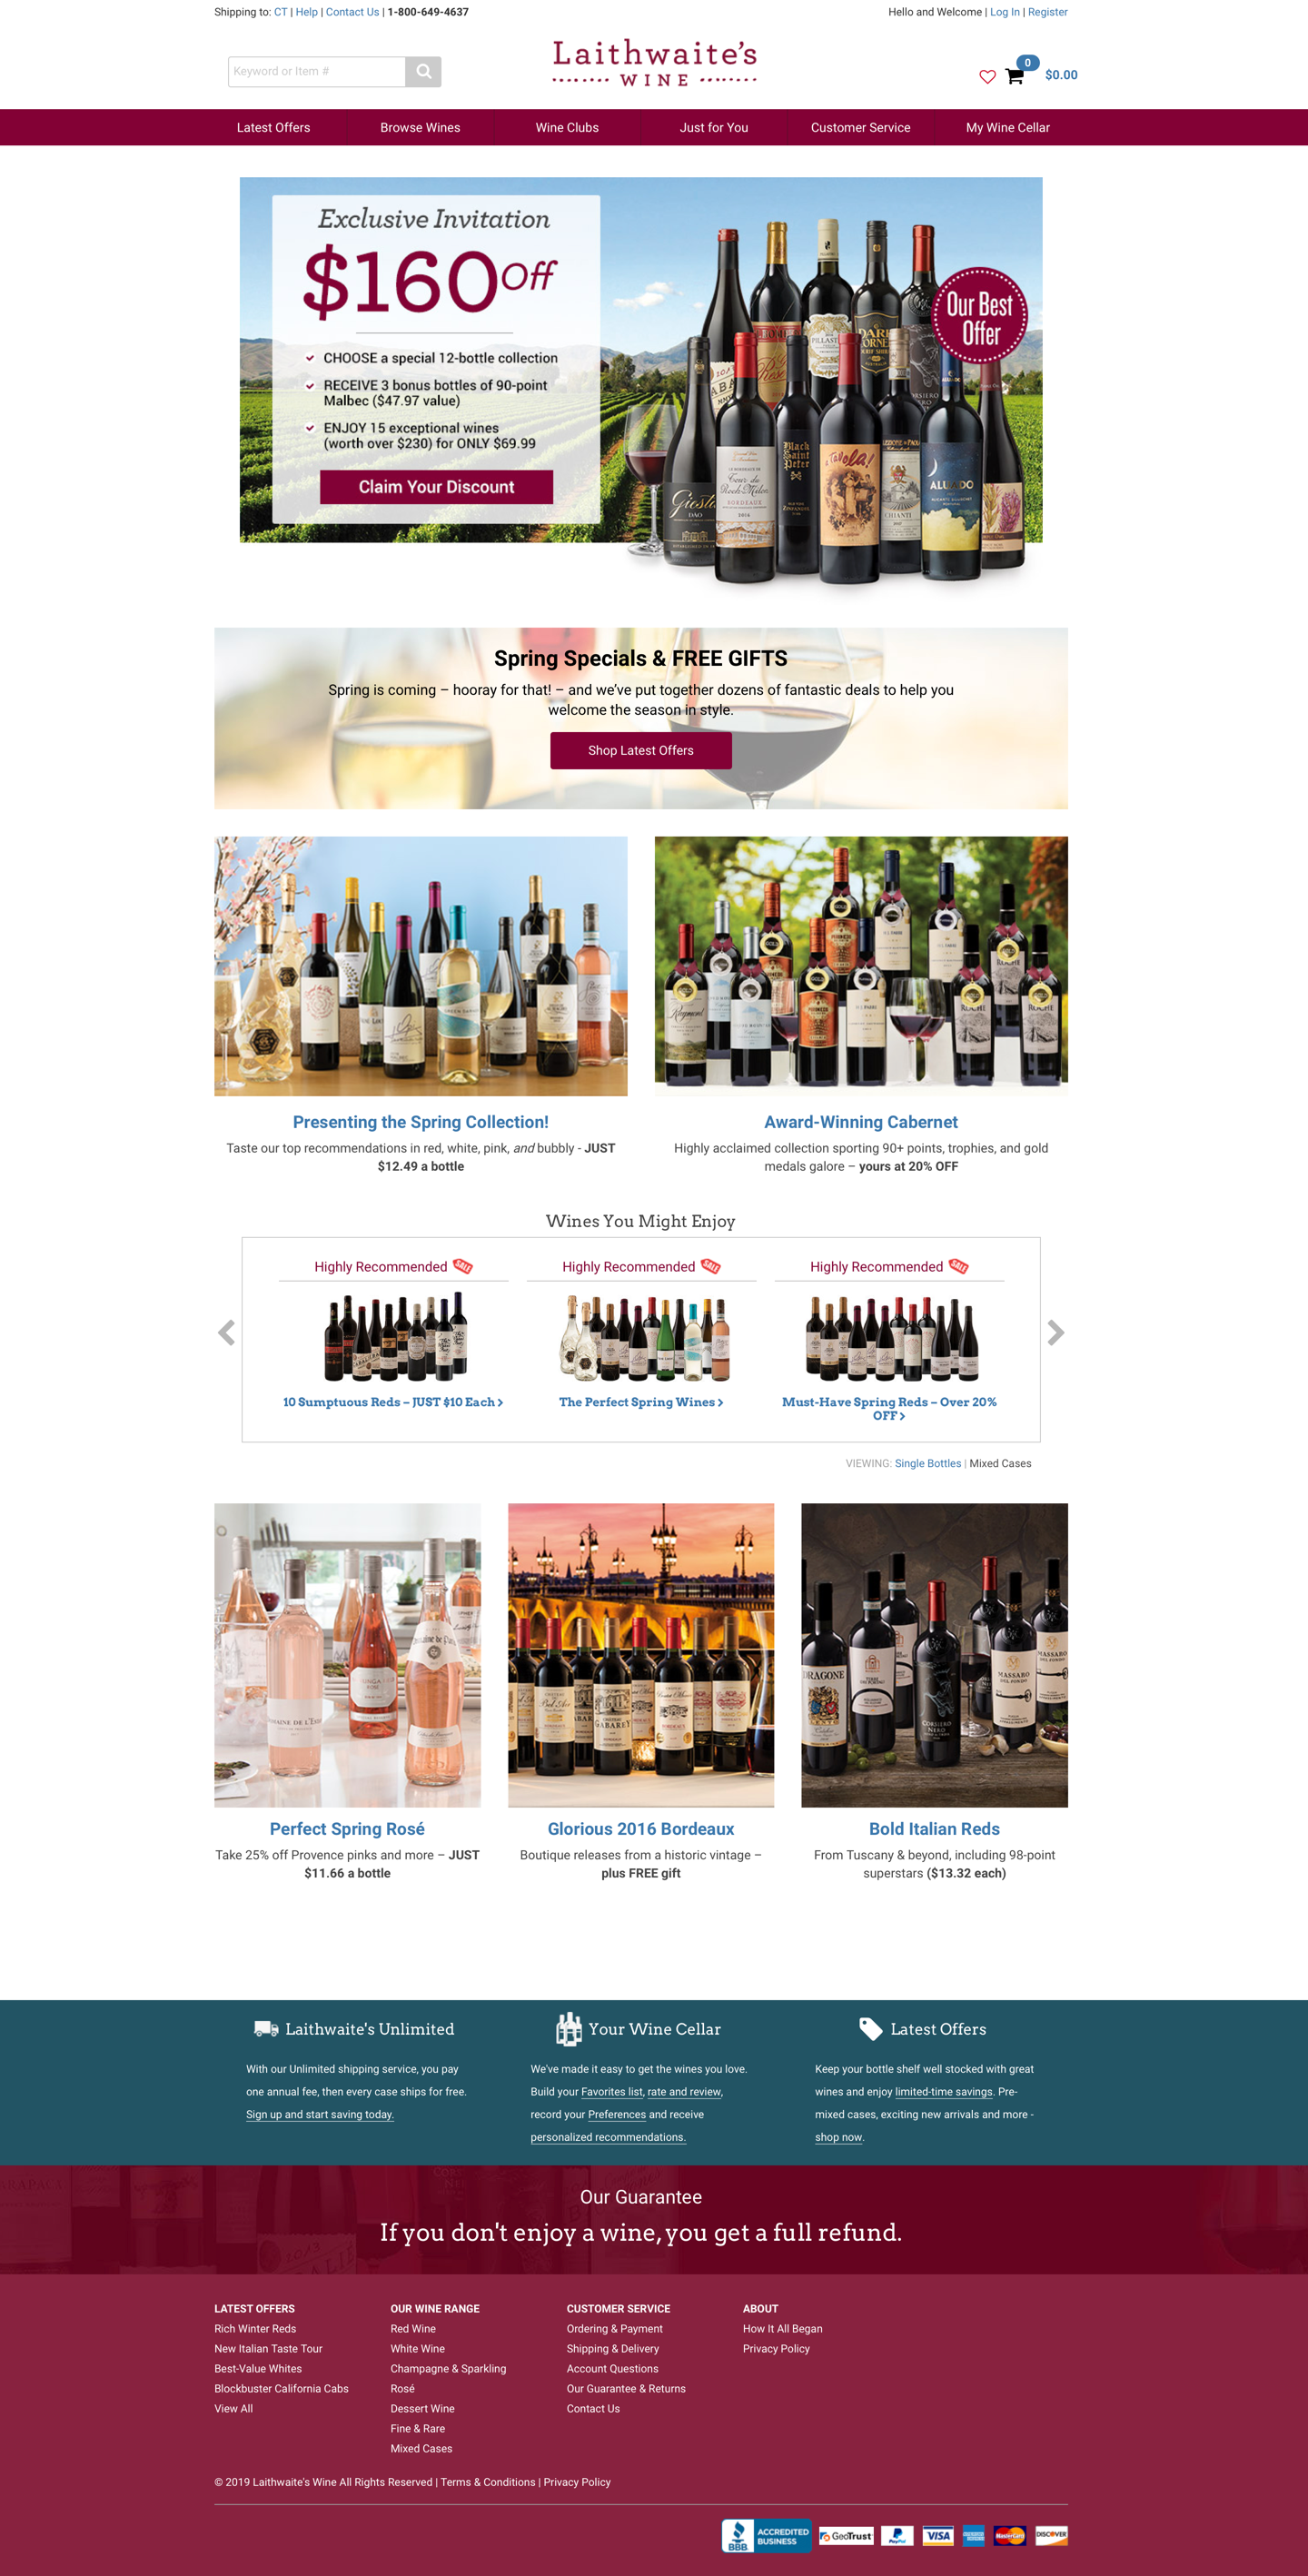 Shipping to: CT | Help | Contact Us | 1-800-649-4637
Hello and Welcome | Log In | Register
Keyword or Item #
Laithwaite's
WINE
0
$0.00
Latest Offers
Browse Wines
Wine Clubs
Just for You
Customer Service
My Wine Cellar
Exclusive Invitation
$160 Off
CHOOSE a special 12-bottle collection
RECEIVE 3 bonus bottles of 90-point
Malbec ($47.97 value)
ENJOY 15 exceptional wines
(worth over $230) for ONLY $69.99
Claim Your Discount
Our Best
Offer
Black
Saint
Peter
BORDEAUX
DÃO
CHIANTI
Spring Specials & FREE GIFTS
Spring is coming – hooray for that! – and we've put together dozens of fantastic deals to help you
welcome the season in style.
Shop Latest Offers
Presenting the Spring Collection!
Taste our top recommendations in red, white, pink, and bubbly - JUST
$12.49 a bottle
Award-Winning Cabernet
Highly acclaimed collection sporting 90+ points, trophies, and gold
medals galore – yours at 20% OFF
Wines You Might Enjoy
Highly Recommended SALE
Highly Recommended SALE
Highly Recommended SALE
10 Sumptuous Reds – JUST $10 Each
The Perfect Spring Wines
Must-Have Spring Reds – Over 20%
OFF
VIEWING: Single Bottles | Mixed Cases
DRAGONE
CORSIERO
NERO
MASSARO
MASSARO
Perfect Spring Rosé
Take 25% off Provence pinks and more – JUST
$11.66 a bottle
Glorious 2016 Bordeaux
Boutique releases from a historic vintage –
plus FREE gift
Bold Italian Reds
From Tuscany & beyond, including 98-point
superstars ($13.32 each)
Laithwaite's Unlimited
With our Unlimited shipping service, you pay
one annual fee, then every case ships for free.
Sign up and start saving today.
Your Wine Cellar
We've made it easy to get the wines you love.
Build your Favorites list, rate and review,
record your Preferences and receive
personalized recommendations.
Latest Offers
Keep your bottle shelf well stocked with great
wines and enjoy limited-time savings. Pre-
mixed cases, exciting new arrivals and more -
shop now.
Our Guarantee
If you don't enjoy a wine, you get a full refund.
LATEST OFFERS
Rich Winter Reds
New Italian Taste Tour
Best-Value Whites
Blockbuster California Cabs
View All
OUR WINE RANGE
Red Wine
White Wine
Champagne & Sparkling
Rosé
Dessert Wine
Fine & Rare
Mixed Cases
CUSTOMER SERVICE
Ordering & Payment
Shipping & Delivery
Account Questions
Our Guarantee & Returns
Contact Us
ABOUT
How It All Began
Privacy Policy
© 2019 Laithwaite's Wine All Rights Reserved | Terms & Conditions | Privacy Policy
BBB
ACCREDITED
BUSINESS
GeoTrust
PayPal
VISA
MasterCard
DISCOVER